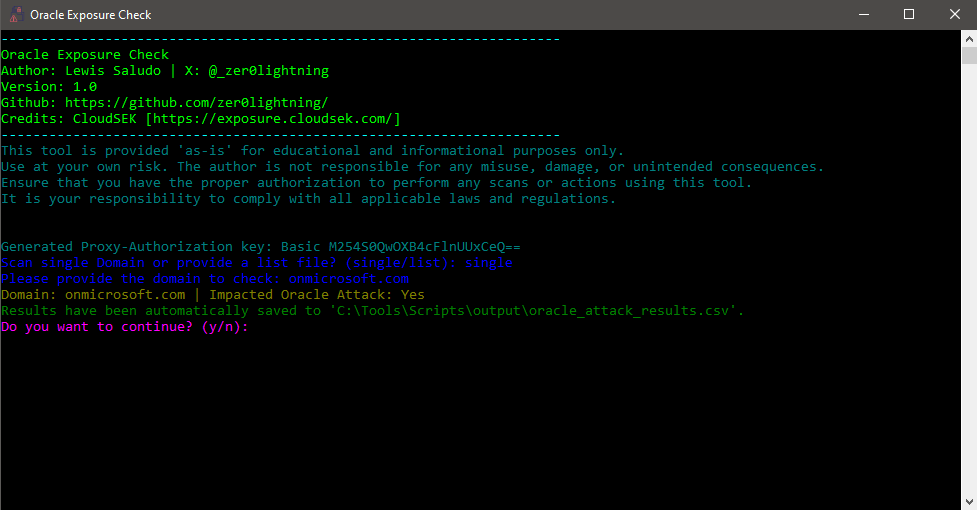 Oracle Exposure Check
----------------------------------------------------------------------
Oracle Exposure Check
Author: Lewis Saludo | X: @_zer0lightning
Version: 1.0
Github: https://github.com/zer0lightning/
Credits: CloudSEK [https://exposure.cloudsek.com/]
----------------------------------------------------------------------
This tool is provided 'as-is' for educational and informational purposes only.
Use at your own risk. The author is not responsible for any misuse, damage, or unintended consequences.
Ensure that you have the proper authorization to perform any scans or actions using this tool.
It is your responsibility to comply with all applicable laws and regulations.
Generated Proxy-Authorization key: Basic M254S0QwOXB4cFlnUUxCeQ==
Scan single Domain or provide a list file? (single/list): single
Please provide the domain to check: onmicrosoft.com
Domain: onmicrosoft.com | Impacted Oracle Attack: Yes
Results have been automatically saved to 'C:\Tools\Scripts\output\oracle_attack_results.csv'.
Do you want to continue? (y/n):